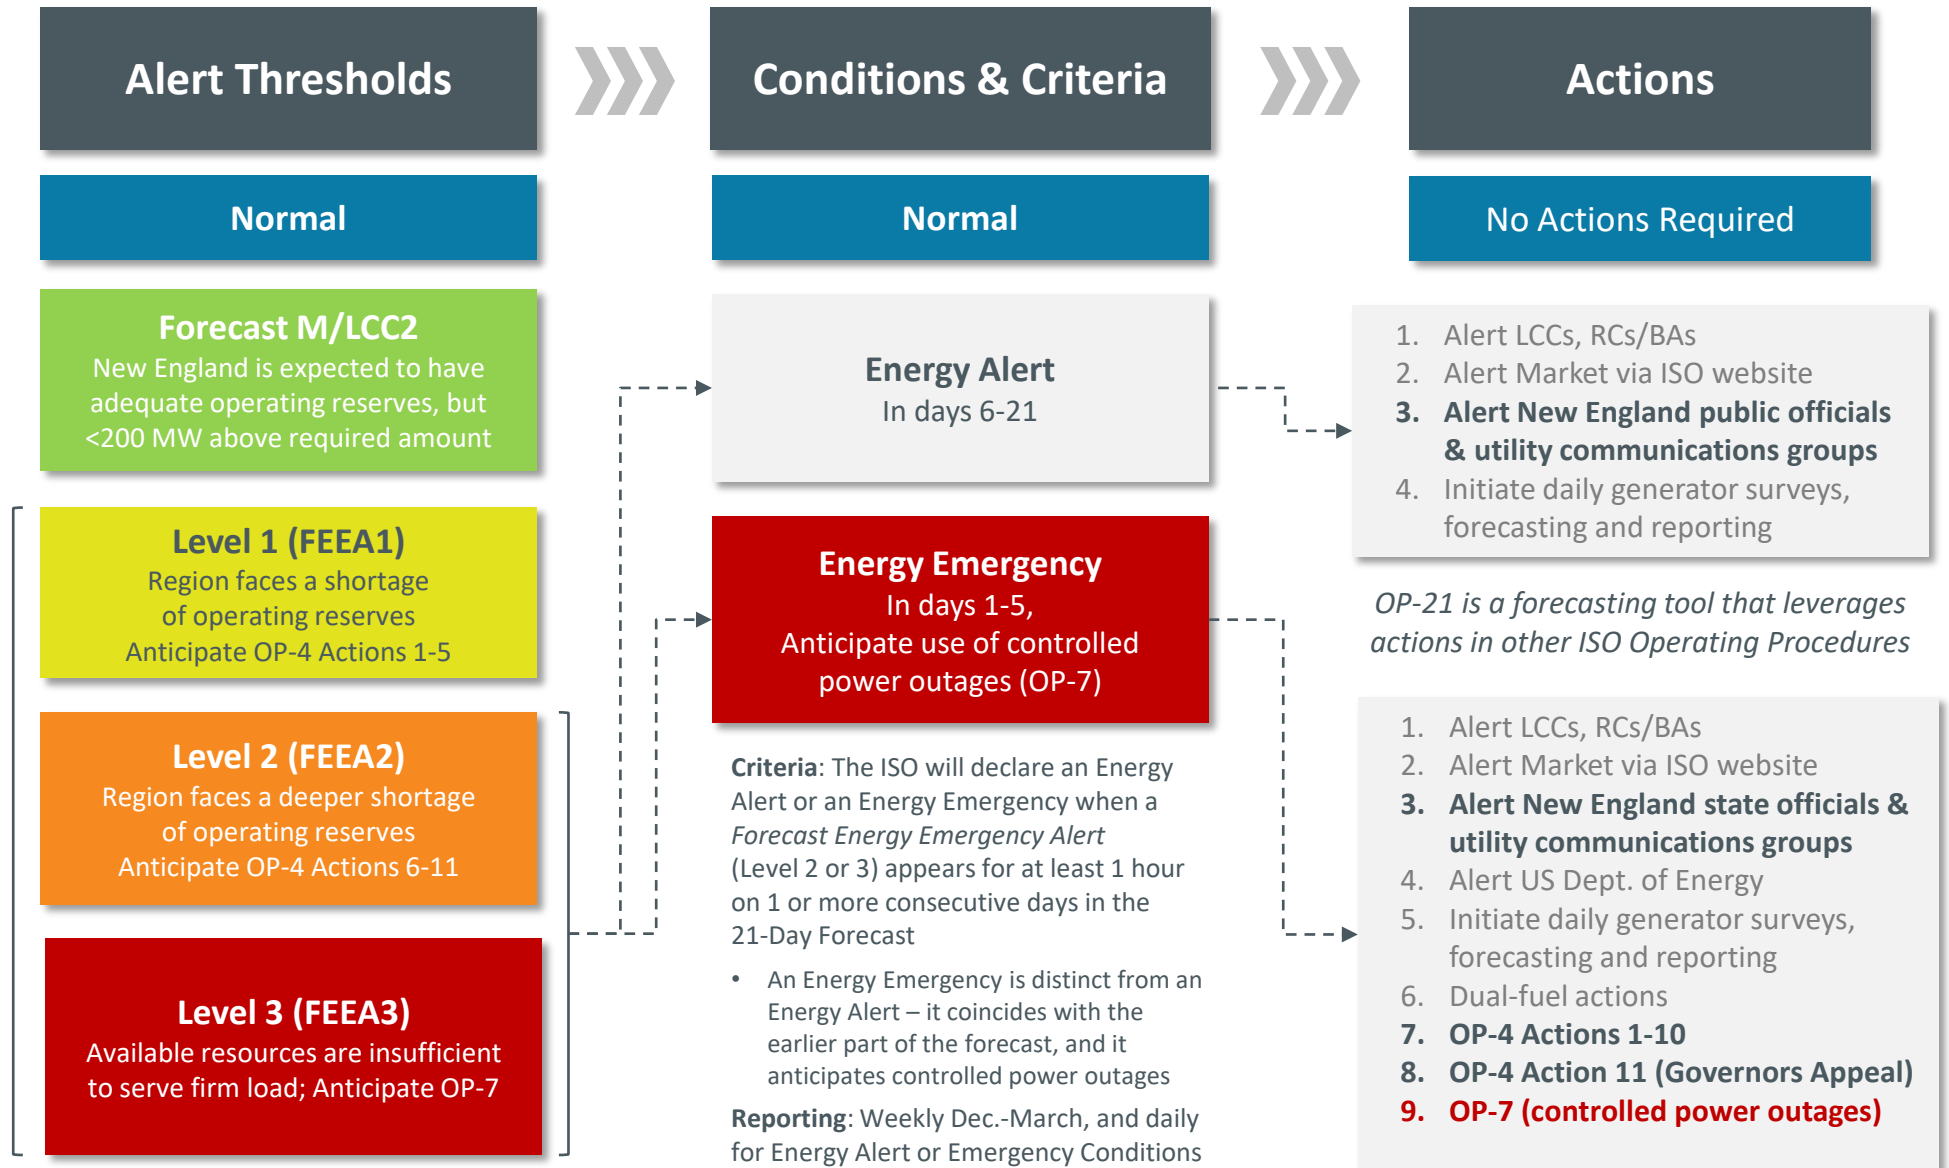 Alert Thresholds
Conditions & Criteria
Actions
Normal
Normal
No Actions Required
Forecast M/LCC2
New England is expected to have
adequate operating reserves, but
<200 MW above required amount
Level 1 (FEEA1)
Region faces a shortage
of operating reserves
Anticipate OP-4 Actions 1-5
Level 2 (FEEA2)
Region faces a deeper shortage
of operating reserves
Anticipate OP-4 Actions 6-11
Level 3 (FEEA3)
Available resources are insufficient
to serve firm load; Anticipate OP-7
Energy Alert
In days 6-21
Energy Emergency
In days 1-5,
Anticipate use of controlled
power outages (OP-7)
Criteria: The ISO will declare an Energy
Alert or an Energy Emergency when a
Forecast Energy Emergency Alert
(Level 2 or 3) appears for at least 1 hour
on 1 or more consecutive days in the
21-Day Forecast
• An Energy Emergency is distinct from an
Energy Alert – it coincides with the
earlier part of the forecast, and it
anticipates controlled power outages
Reporting: Weekly Dec.-March, and daily
for Energy Alert or Emergency Conditions
1. Alert LCCs, RCs/BAs
2. Alert Market via ISO website
3. Alert New England public officials
& utility communications groups
4. Initiate daily generator surveys,
forecasting and reporting
OP-21 is a forecasting tool that leverages
actions in other ISO Operating Procedures
1. Alert LCCs, RCs/BAs
2. Alert Market via ISO website
3. Alert New England state officials &
utility communications groups
4. Alert US Dept. of Energy
5. Initiate daily generator surveys,
forecasting and reporting
6. Dual-fuel actions
7. OP-4 Actions 1-10
8. OP-4 Action 11 (Governors Appeal)
9. OP-7 (controlled power outages)